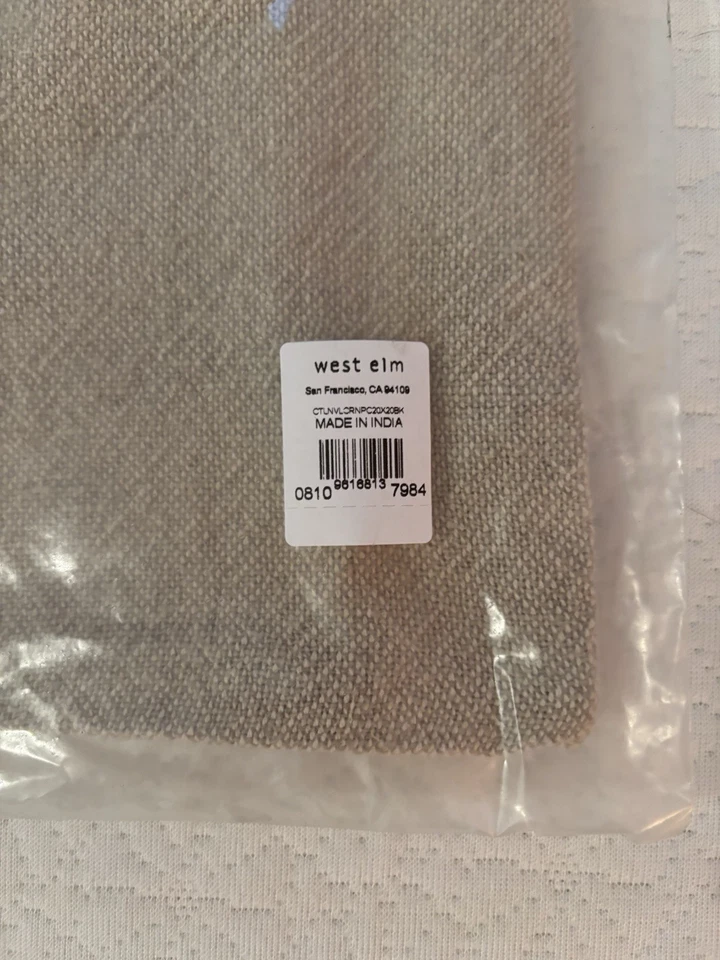 west elm
San Francisco, CA 94109
CTLNVLCRNPC20X20BK
MADE IN INDIA
0810 9616813 7984